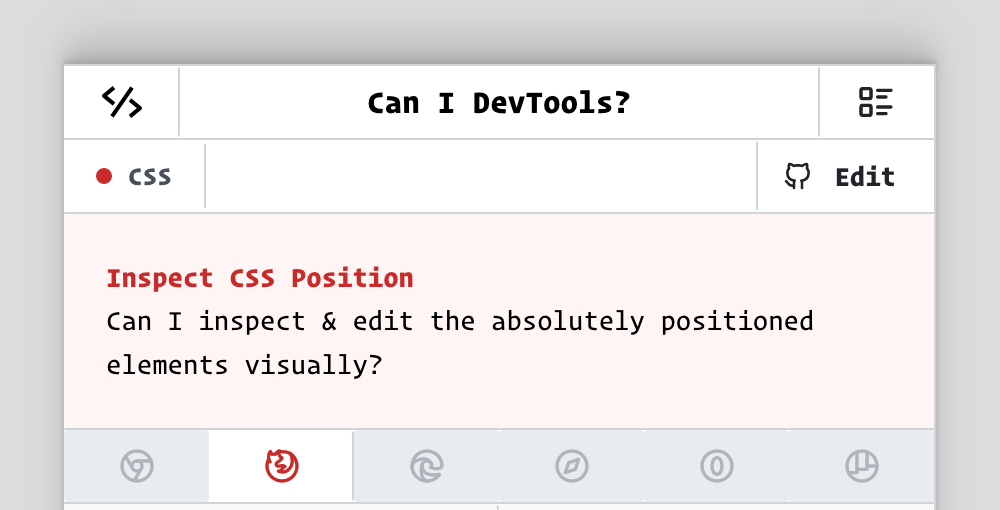 Can I DevTools?
CSS
Edit
Inspect CSS Position
Can I inspect & edit the absolutely positioned
elements visually?